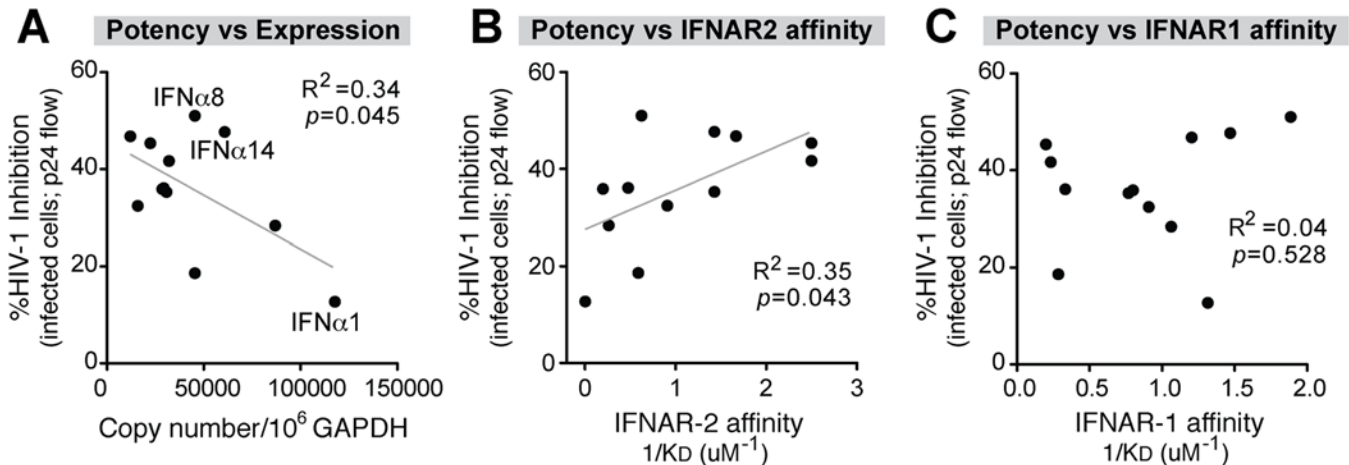 A Potency vs Expression
60
40
20
0
%HIV-1 Inhibition
(infected cells; p24 flow)
R² =0.34
p=0.045
IFNα8
IFNα14
IFNα1
0 50000 100000 150000
Copy number/10⁶ GAPDH
B Potency vs IFNAR2 affinity
60
40
20
0
%HIV-1 Inhibition
(infected cells; p24 flow)
R² =0.35
p=0.043
0 1 2 3
IFNAR-2 affinity
1/KD (uM⁻¹)
C Potency vs IFNAR1 affinity
60
40
20
0
%HIV-1 Inhibition
(infected cells; p24 flow)
R² =0.04
p=0.528
0.0 0.5 1.0 1.5 2.0
IFNAR-1 affinity
1/KD (uM⁻¹)